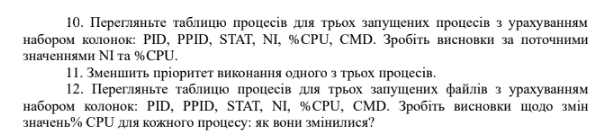 10. Перегляньте таблицю процесів для трьох запущених процесів з урахуванням
набором колонок: PID, PPID, STAT, NI, %CPU, CMD. Зробіть висновки за поточними
значеннями NI та %CPU.
11. Зменшить пріоритет виконання одного з трьох процесів.
12. Перегляньте таблицю процесів для трьох запущених файлів з урахуванням
набором колонок: PID, PPID, STAT, NI, %CPU, CMD. Зробіть висновки щодо змін
значень% CPU для кожного процесу: як вони змінилися?